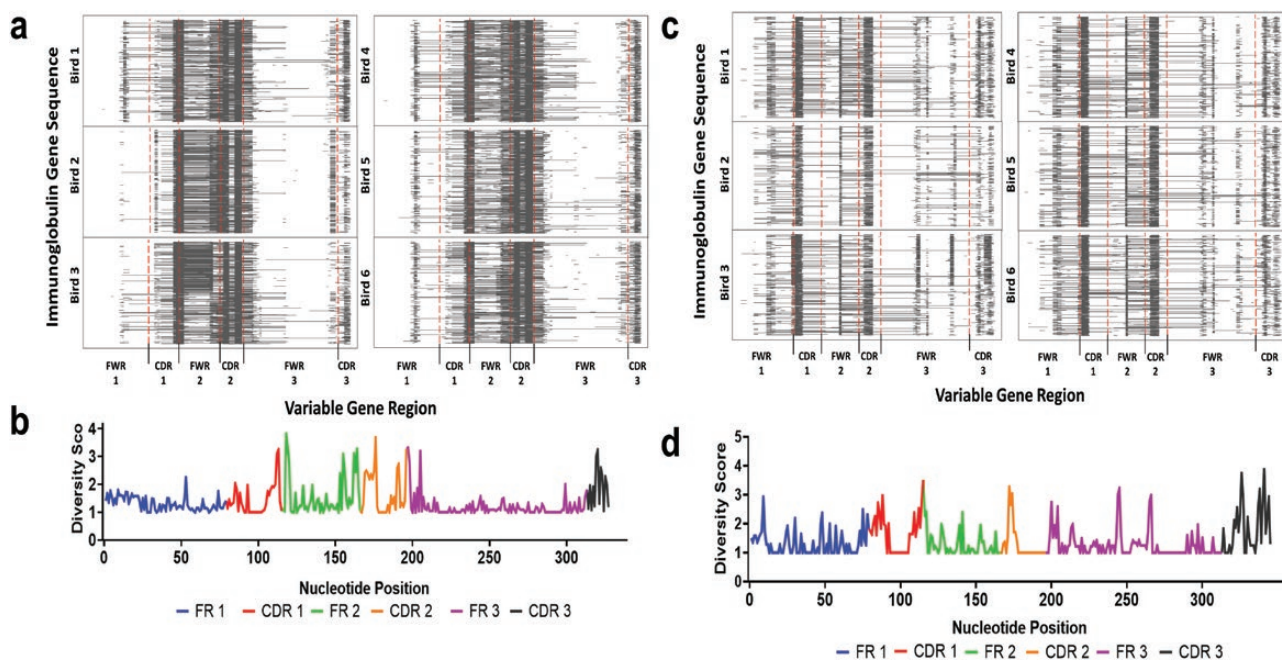 a
Immunoglobulin Gene Sequence
Bird 1
Bird 2
Bird 3
Bird 4
Bird 5
Bird 6
FWR 1
CDR 1
FWR 2
CDR 2
FWR 3
CDR 3
FWR 1
CDR 1
FWR 2
CDR 2
FWR 3
CDR 3
Variable Gene Region
b
Diversity Sco
4
3
2
1
0
0 50 100 150 200 250 300
Nucleotide Position
FR 1 CDR 1 FR 2 CDR 2 FR 3 CDR 3
c
Immunoglobulin Gene Sequence
Bird 1
Bird 2
Bird 3
Bird 4
Bird 5
Bird 6
FWR 1
CDR 1
FWR 2
CDR 2
FWR 3
CDR 3
FWR 1
CDR 1
FWR 2
CDR 2
FWR 3
CDR 3
Variable Gene Region
d
Diversity Score
5
4
3
2
1
0
0 50 100 150 200 250 300
Nucleotide Position
FR 1 CDR 1 FR 2 CDR 2 FR 3 CDR 3